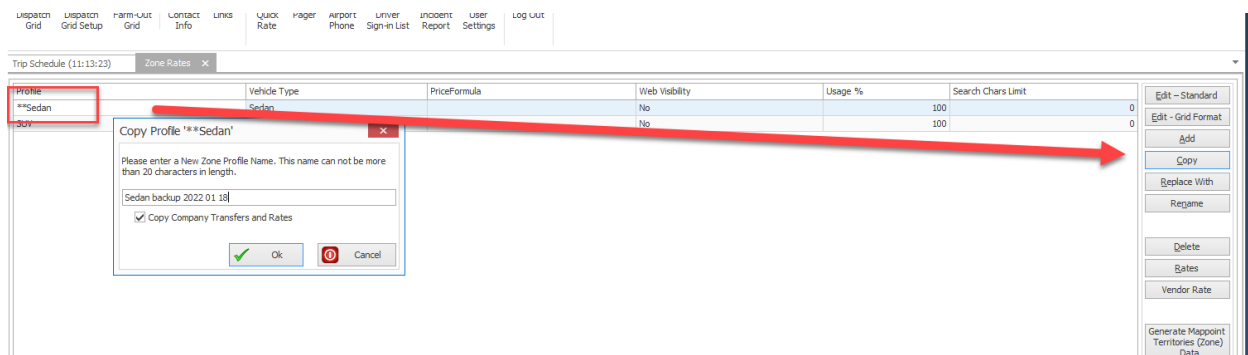 Dispatch Dispatch Farm-Out Contact Links Quick Pager Airport Driver Incident User Log Out
Grid Grid Setup Grid Info Rate Phone Sign-in List Report Settings
Trip Schedule (11:13:23) Zone Rates ×
Profile Vehicle Type PriceFormula Web Visibility Usage % Search Chars Limit
**Sedan Sedan No 100 0
SUV No 100 0
Copy Profile '**Sedan' ×
Please enter a New Zone Profile Name. This name can not be more
than 20 characters in length.
Sedan backup 2022 01 18
Copy Company Transfers and Rates
Ok Cancel
Edit – Standard
Edit - Grid Format
Add
Copy
Replace With
Rename
Delete
Rates
Vendor Rate
Generate Mappoint
Territories (Zone)
Data